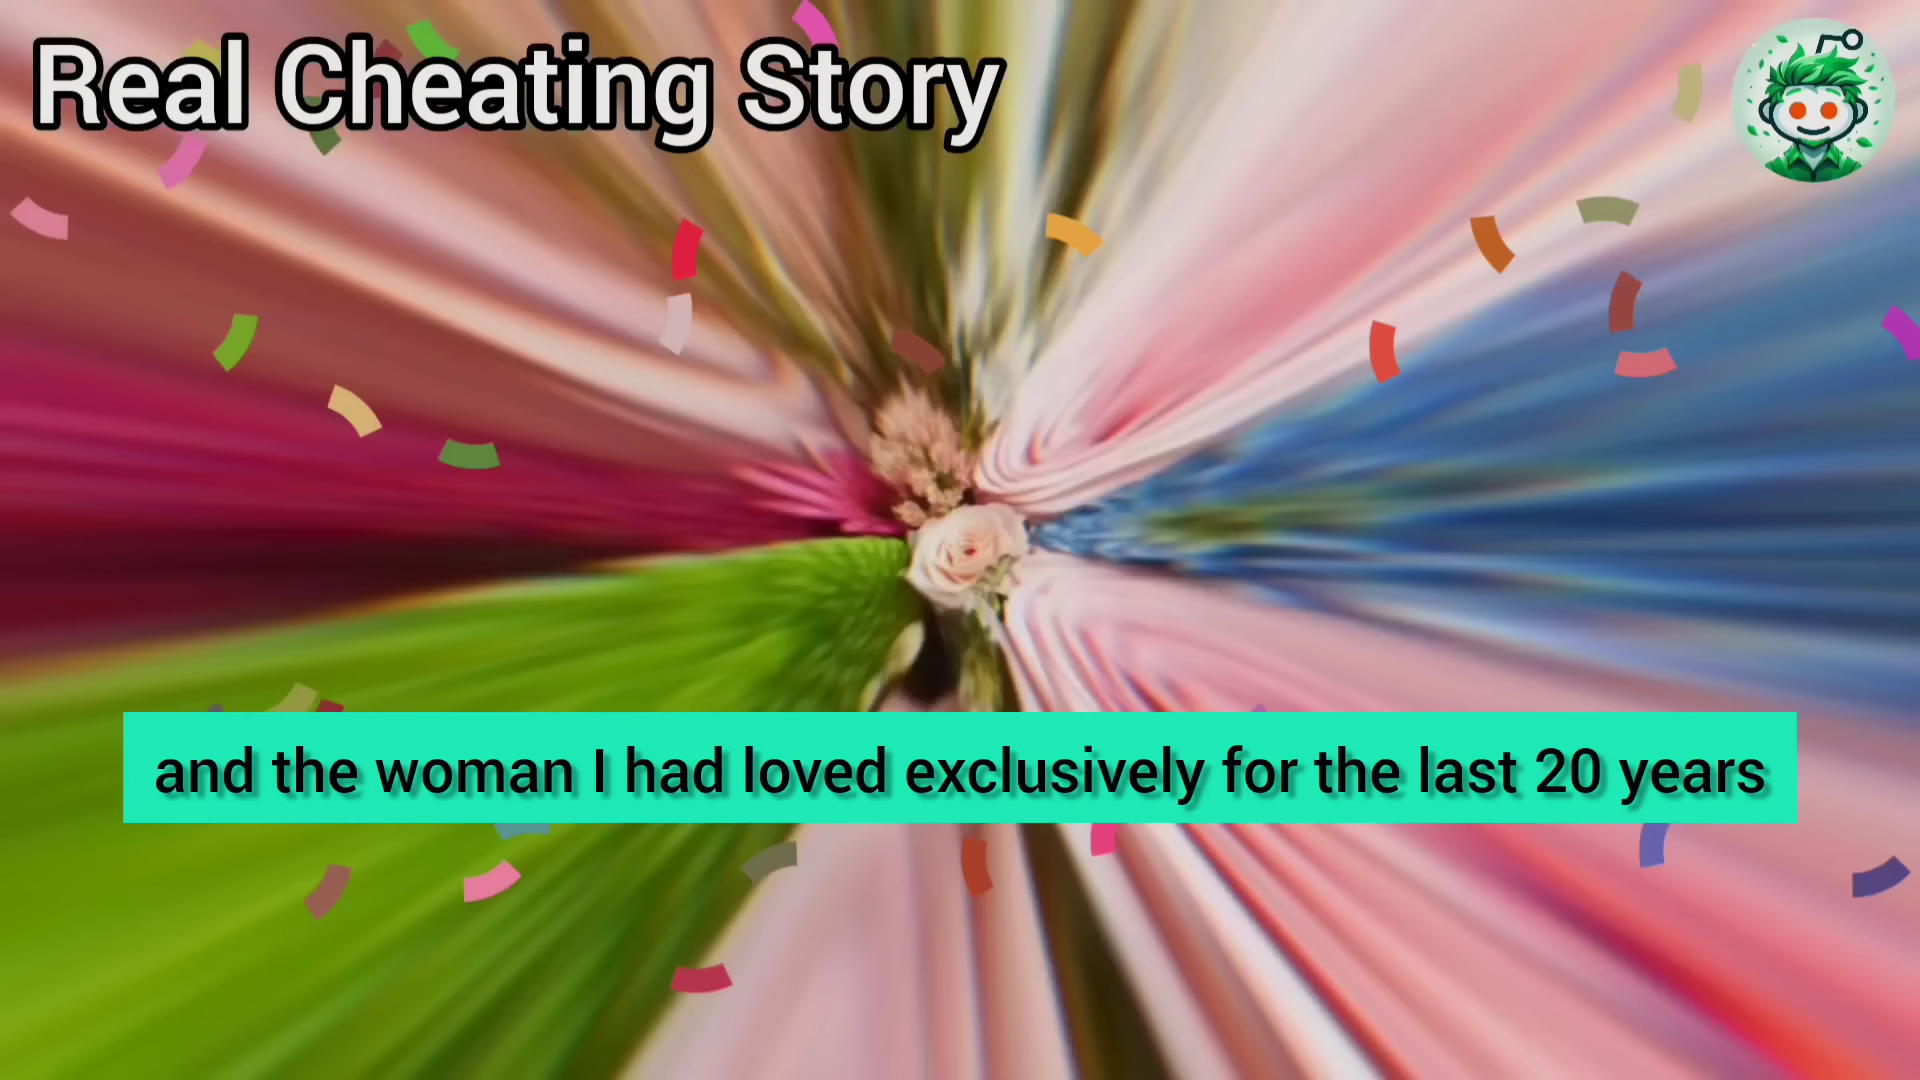 Real Cheating Story
and the woman I had loved exclusively for the last 20 years